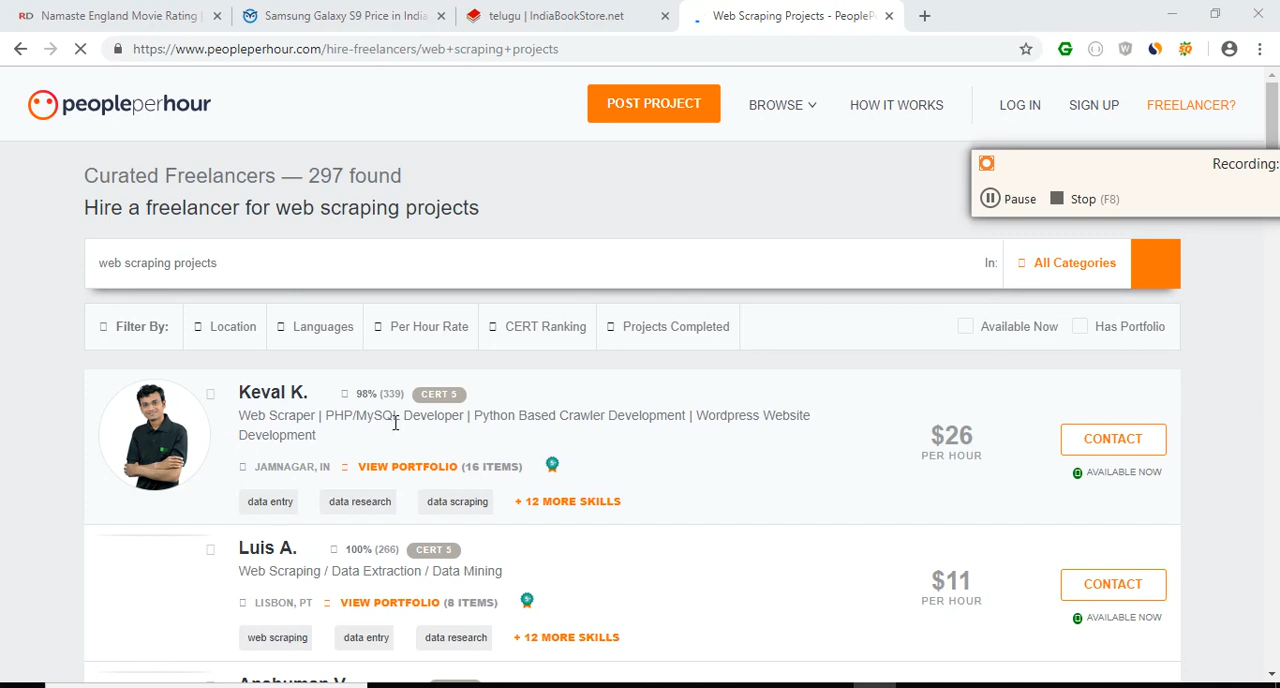 RD Namaste England Movie Rating
Samsung Galaxy S9 Price in India
telugu | IndiaBookStore.net
Web Scraping Projects - PeopleP
https://www.peopleperhour.com/hire-freelancers/web+scraping+projects
peopleperhour
POST PROJECT
BROWSE
HOW IT WORKS
LOG IN
SIGN UP
FREELANCER?
Recording:
Pause
Stop (F8)
Curated Freelancers — 297 found
Hire a freelancer for web scraping projects
web scraping projects
In:
All Categories
Filter By:
Location
Languages
Per Hour Rate
CERT Ranking
Projects Completed
Available Now
Has Portfolio
Keval K. 98% (339) CERT 5
Web Scraper | PHP/MySQL Developer | Python Based Crawler Development | Wordpress Website
Development
JAMNAGAR, IN VIEW PORTFOLIO (16 ITEMS)
data entry data research data scraping + 12 MORE SKILLS
$26
PER HOUR
CONTACT
AVAILABLE NOW
Luis A. 100% (266) CERT 5
Web Scraping / Data Extraction / Data Mining
LISBON, PT VIEW PORTFOLIO (8 ITEMS)
web scraping data entry data research + 12 MORE SKILLS
$11
PER HOUR
CONTACT
AVAILABLE NOW